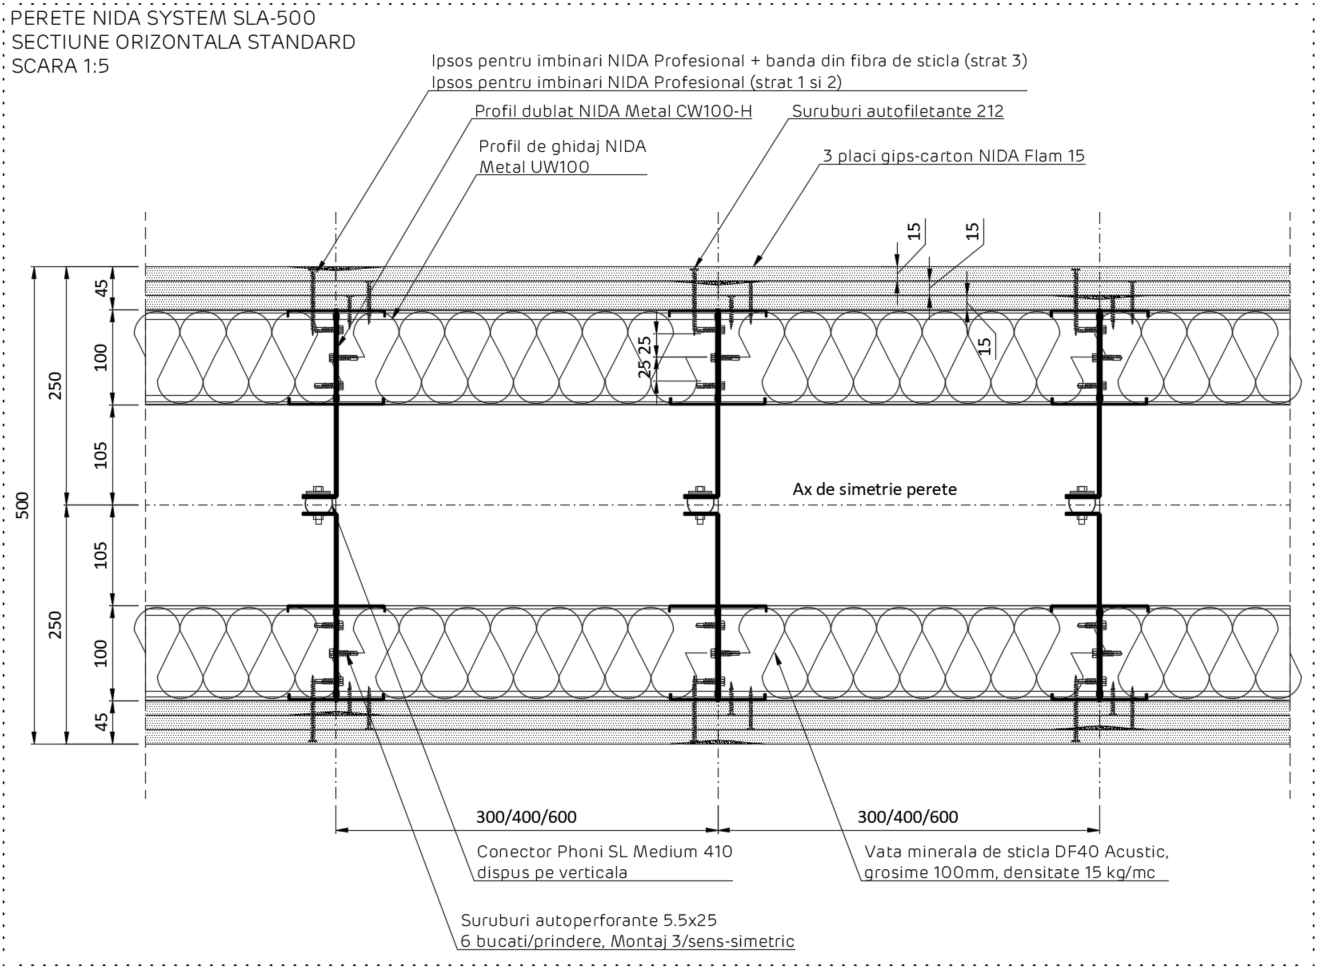 PERETE NIDA SYSTEM SLA-500
SECTIUNE ORIZONTALA STANDARD
SCARA 1:5
Ipsos pentru imbinari NIDA Profesional + banda din fibra de sticla (strat 3)
Ipsos pentru imbinari NIDA Profesional (strat 1 si 2)
Profil dublat NIDA Metal CW100-H
Suruburi autofiletante 212
Profil de ghidaj NIDA
Metal UW100
3 placi gips-carton NIDA Flam 15
15
15
15
45
100
250
105
500
105
250
100
45
25
25
Ax de simetrie perete
300/400/600
300/400/600
Conector Phoni SL Medium 410
dispus pe verticala
Vata minerala de sticla DF40 Acustic,
grosime 100mm, densitate 15 kg/mc
Suruburi autoperforante 5.5x25
6 bucati/prindere, Montaj 3/sens-simetric